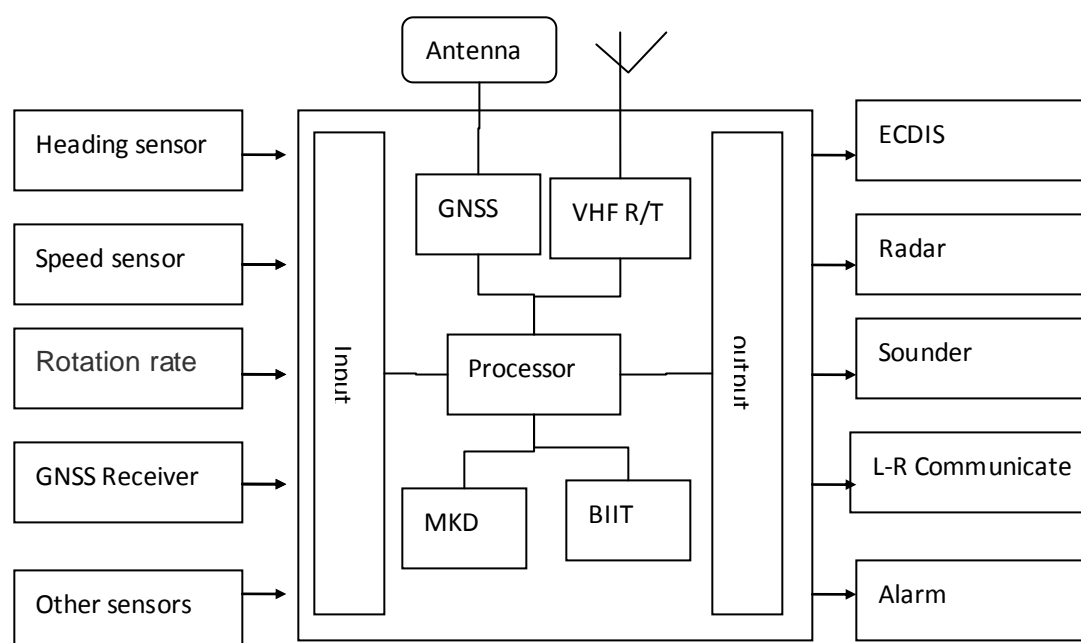 Antenna
Heading sensor
Speed sensor
Rotation rate
GNSS Receiver
Other sensors
Input
GNSS
VHF R/T
Processor
MKD
BIIT
output
ECDIS
Radar
Sounder
L-R Communicate
Alarm